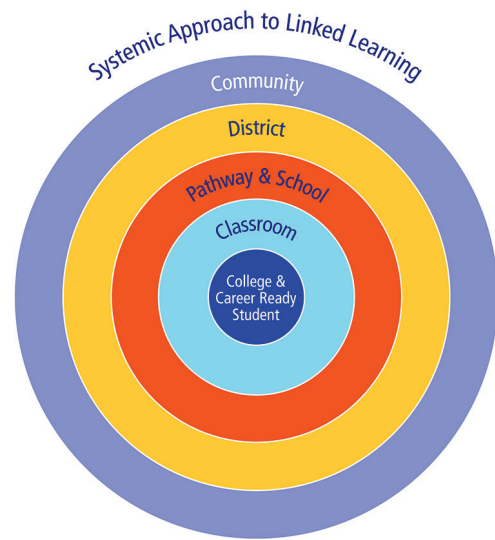 Systemic Approach to Linked Learning
Community
District
Pathway & School
Classroom
College &
Career Ready
Student